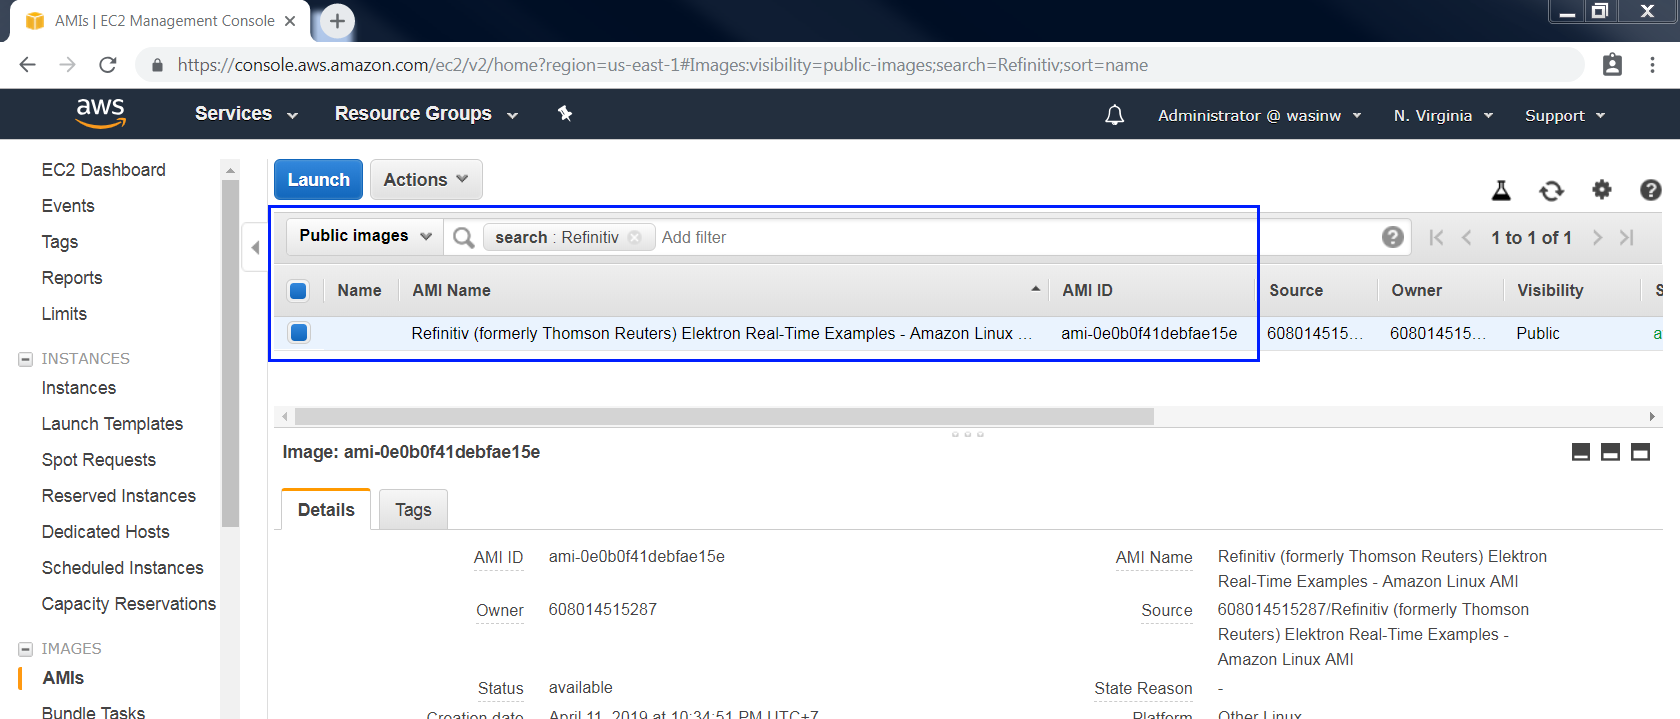 AMIs | EC2 Management Console
https://console.aws.amazon.com/ec2/v2/home?region=us-east-1#Images:visibility=public-images;search=Refinitiv;sort=name
aws
Services
Resource Groups
Administrator @ wasinw
N. Virginia
Support
EC2 Dashboard
Events
Tags
Reports
Limits
INSTANCES
Instances
Launch Templates
Spot Requests
Reserved Instances
Dedicated Hosts
Scheduled Instances
Capacity Reservations
IMAGES
AMIs
Bundle Tasks
Launch
Actions
Public images
search : Refinitiv
Add filter
1 to 1 of 1
Name AMI Name AMI ID Source Owner Visibility S
Refinitiv (formerly Thomson Reuters) Elektron Real-Time Examples - Amazon Linux ... ami-0e0b0f41debfae15e 608014515... 608014515... Public a
Image: ami-0e0b0f41debfae15e
Details
Tags
AMI ID ami-0e0b0f41debfae15e
AMI Name Refinitiv (formerly Thomson Reuters) Elektron
Real-Time Examples - Amazon Linux AMI
Owner 608014515287
Source 608014515287/Refinitiv (formerly Thomson
Reuters) Elektron Real-Time Examples -
Amazon Linux AMI
Status available
State Reason -
Creation date April 11, 2019 at 10:34:51 PM UTC+7
Platform Other Linux